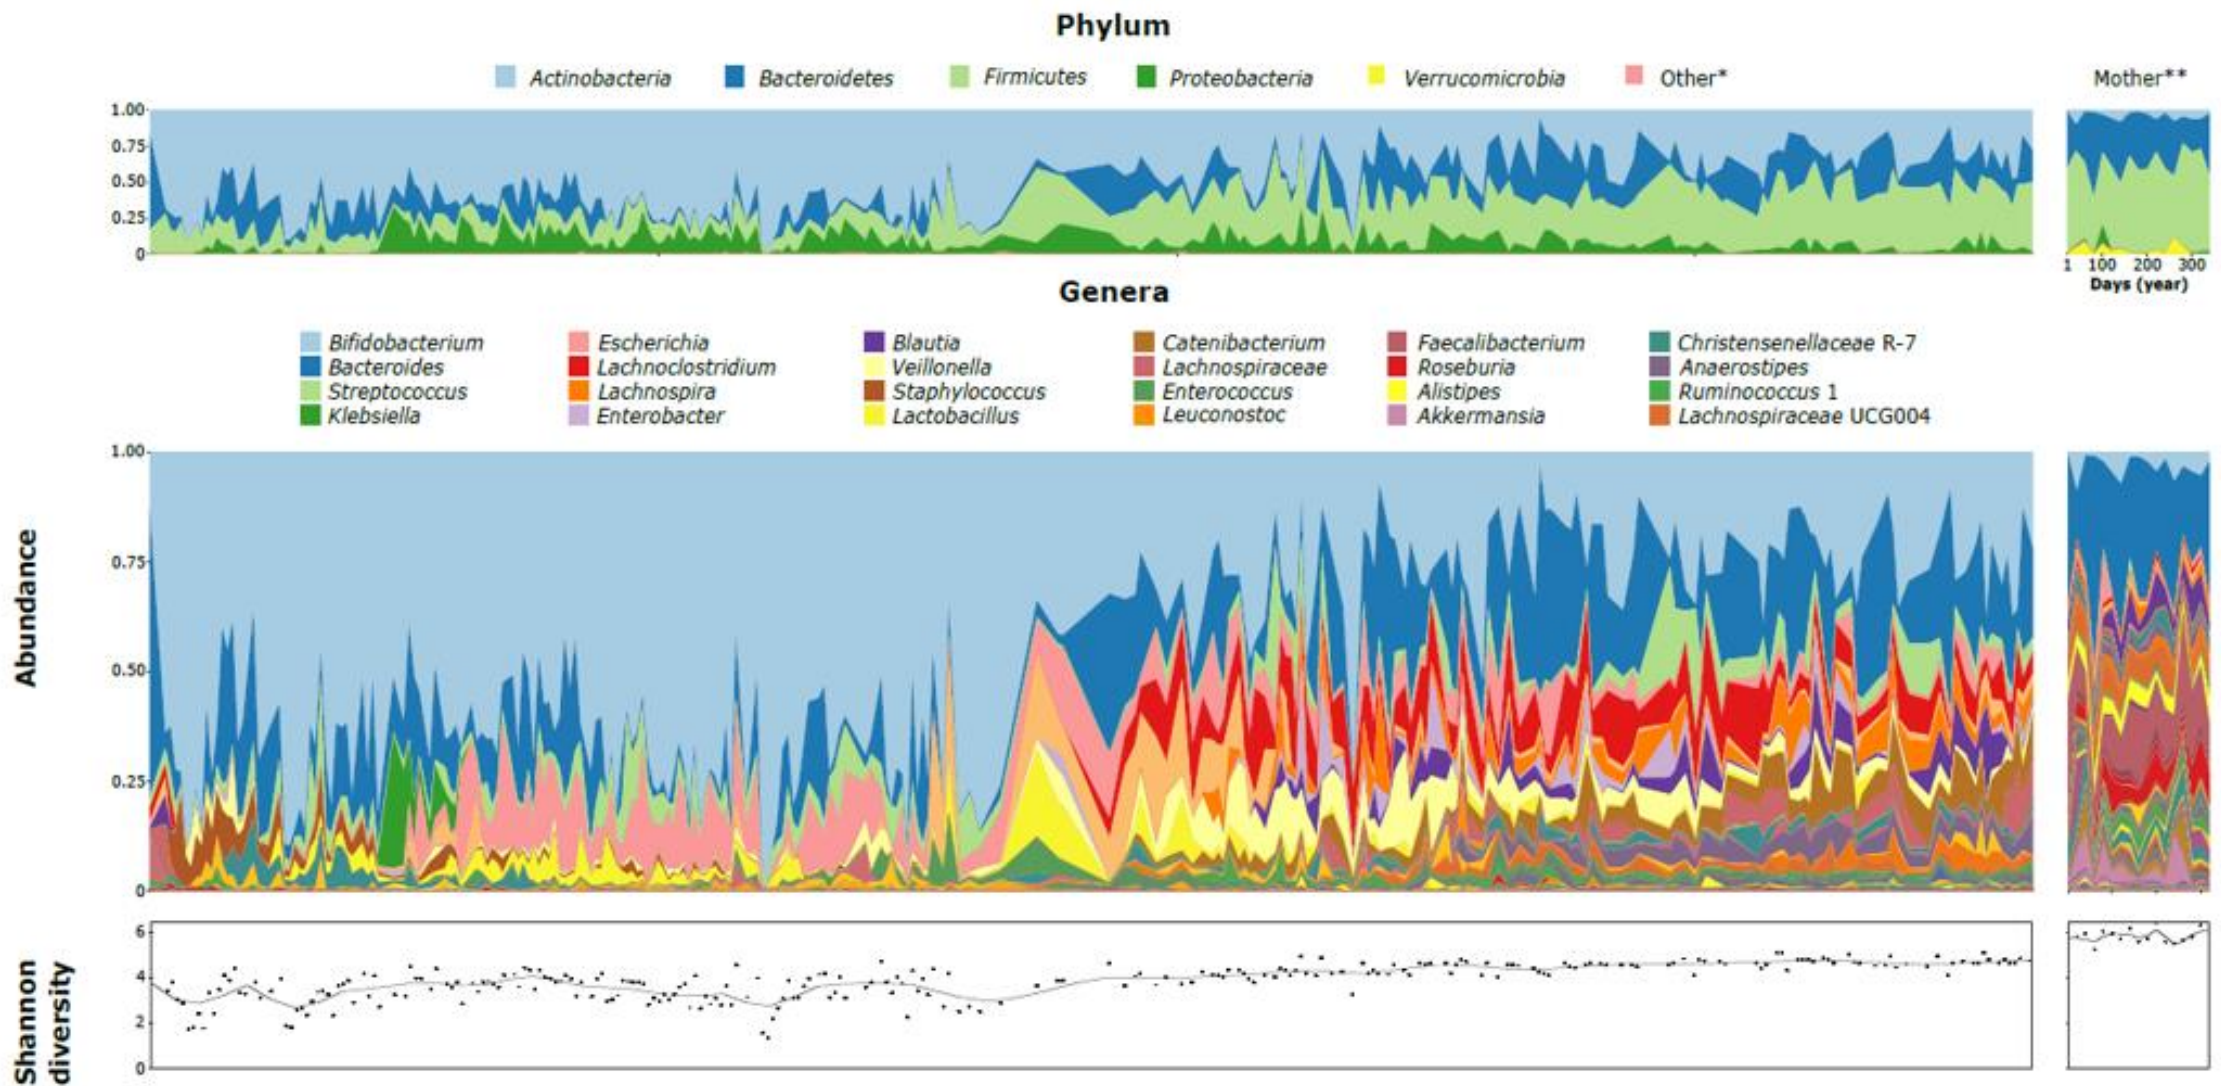 Phylum
Actinobacteria Bacteroidetes Firmicutes Proteobacteria Verrucomicrobia Other* Mother**
1.00
0.75
0.50
0.25
0
1 100 200 300
Days (year)
Genera
Bifidobacterium Escherichia Blautia Catenibacterium Faecalibacterium Christensenellaceae R-7
Bacteroides Lachnoclostridium Veillonella Lachnospiraceae Roseburia Anaerostipes
Streptococcus Lachnospira Staphylococcus Enterococcus Alistipes Ruminococcus 1
Klebsiella Enterobacter Lactobacillus Leuconostoc Akkermansia Lachnospiraceae UCG004
Abundance
1.00
0.75
0.50
0.25
0
Shannon
diversity
6
4
2
0